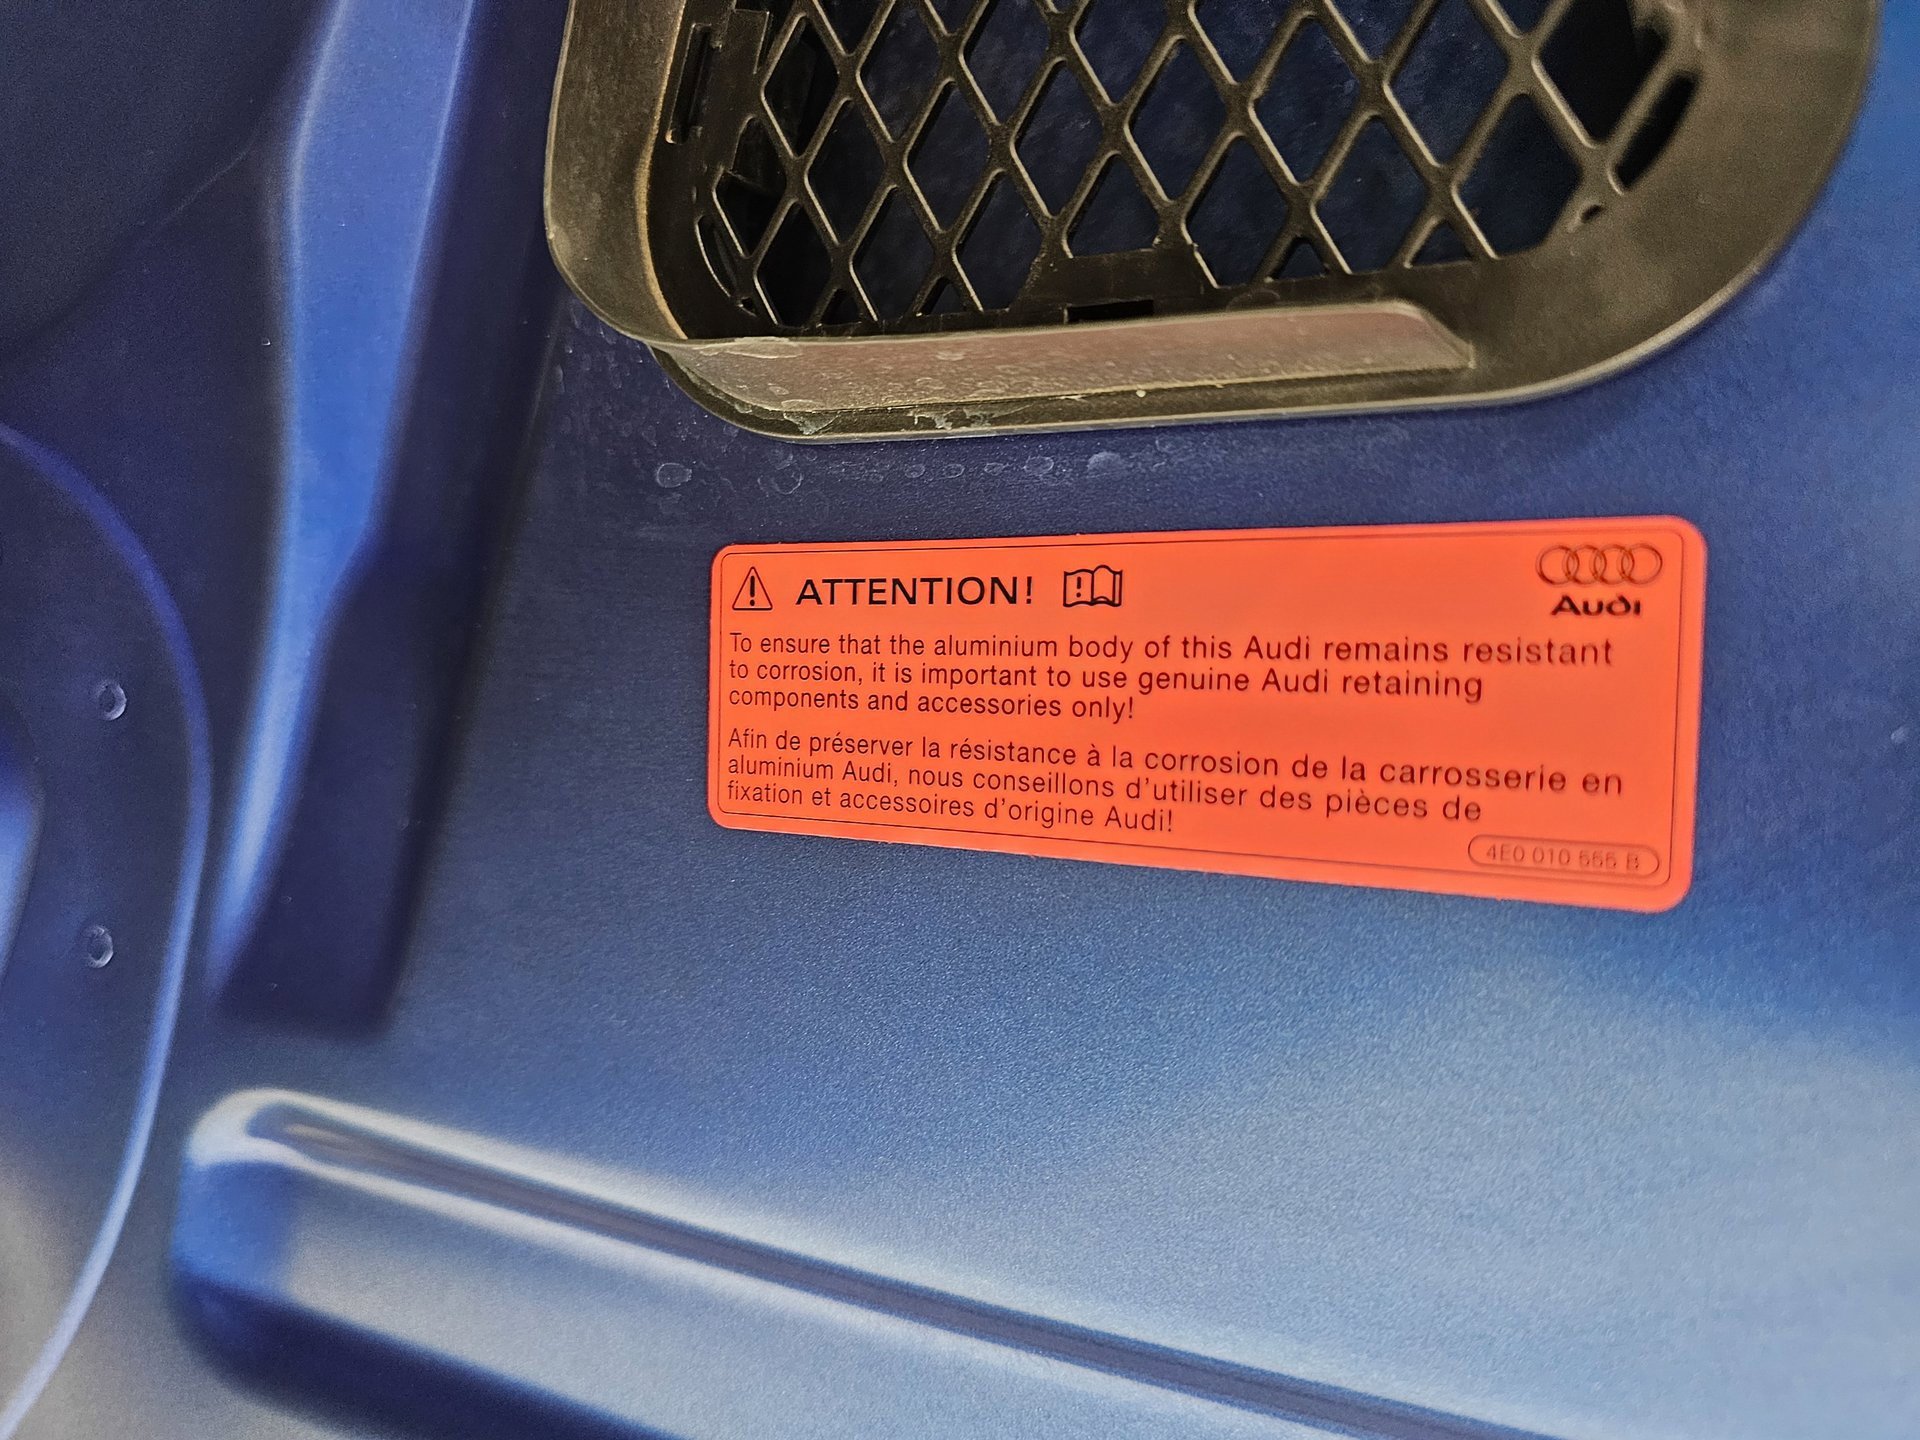 ATTENTION!
Audi
To ensure that the aluminium body of this Audi remains resistant
to corrosion, it is important to use genuine Audi retaining
components and accessories only!
Afin de préserver la résistance à la corrosion de la carrosserie en
aluminium Audi, nous conseillons d'utiliser des pièces de
fixation et accessoires d'origine Audi!
4E0 010 555 B